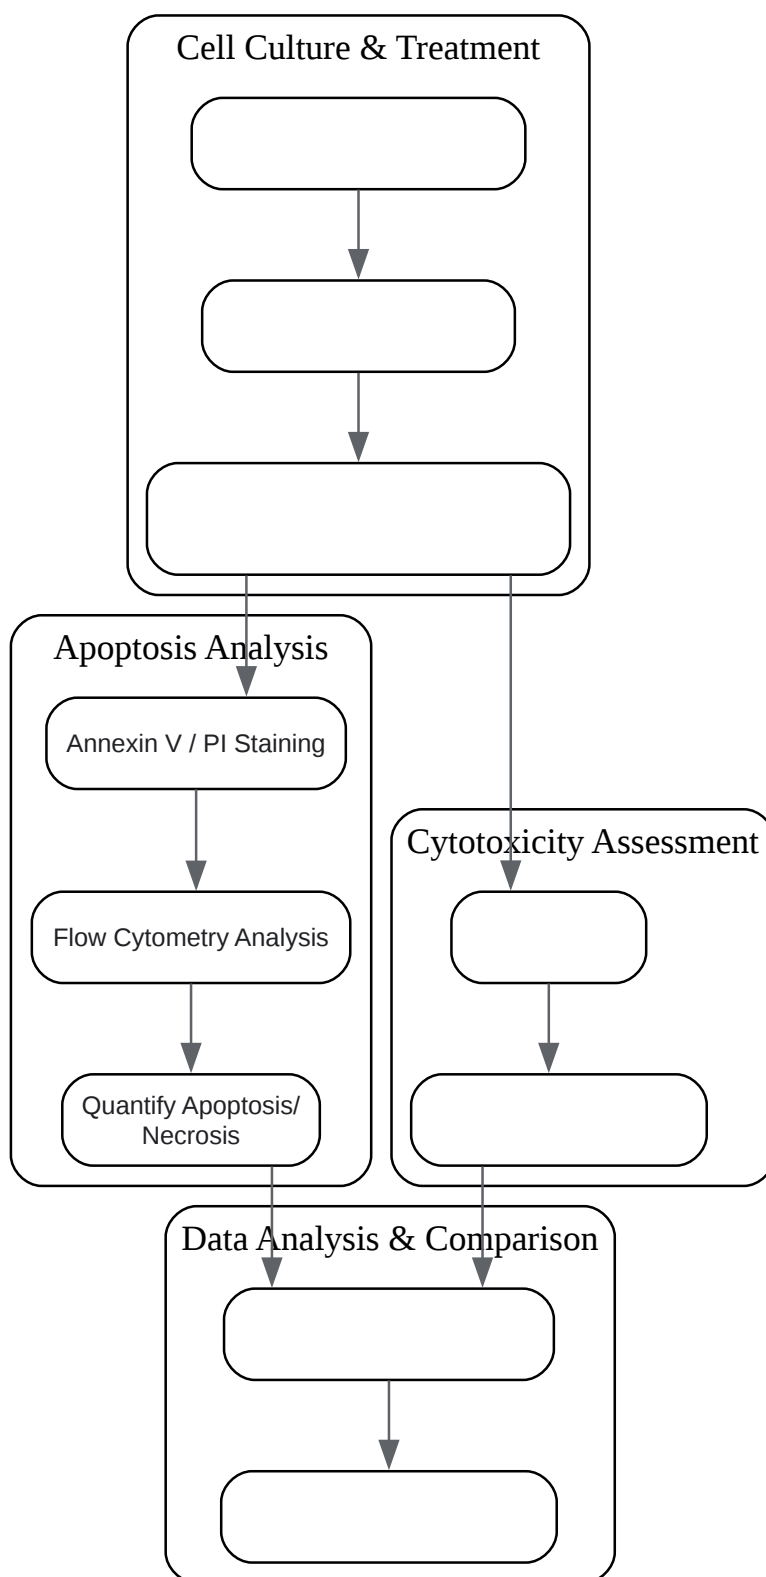 Cell Culture & Treatment
Apoptosis Analysis
Annexin V / PI Staining
Cytotoxicity Assessment
Flow Cytometry Analysis
Quantify Apoptosis/
Necrosis
Data Analysis & Comparison